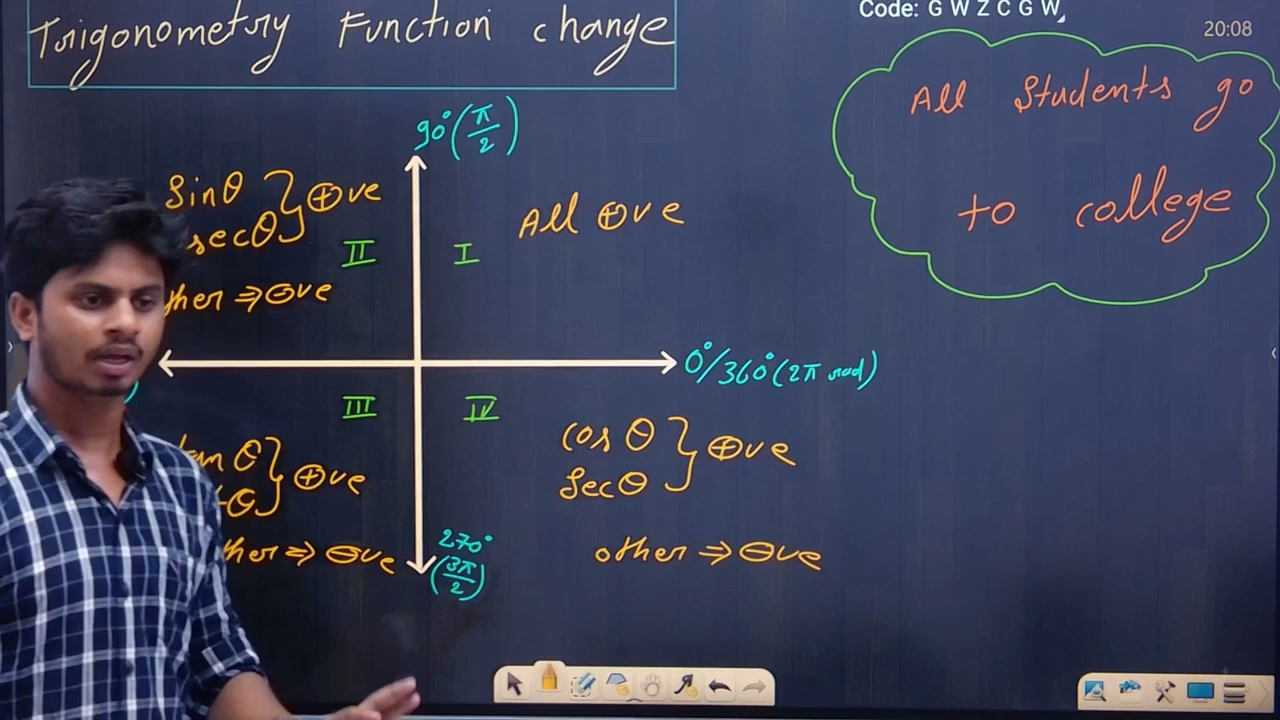 Trigonometry Function change
Code: G W Z C G W
20:08
All Students go
to college
90° (π/2)
Sinθ
secθ } ⊕ve
ther ⇒ ⊖ve
II
I
All ⊕ve
0°/360° (2π rad)
III
IV
θ
θ } ⊕ve
ther ⇒ ⊖ve
cos θ
Sec θ } ⊕ve
other ⇒ ⊖ve
270°
(3π/2)